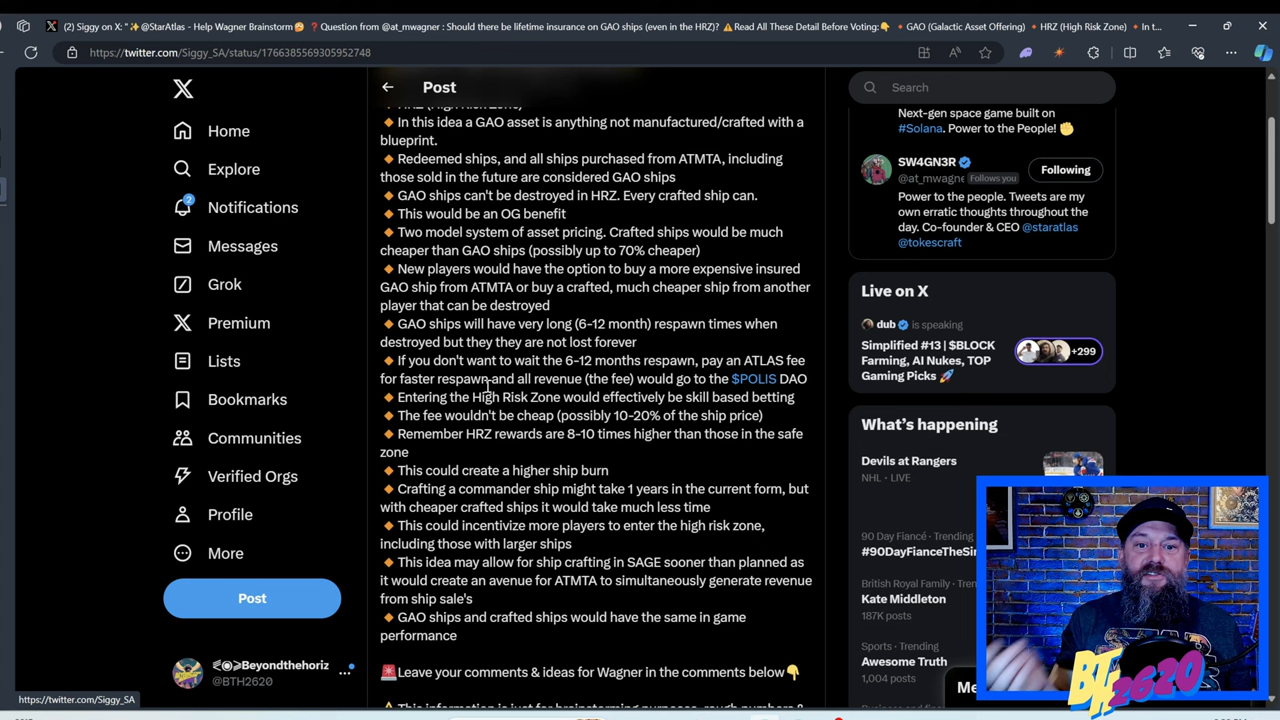 (2) Siggy on X: "✨@StarAtlas - Help Wagner Brainstorm🤔 ❓Question from @at_mwagner : Should there be lifetime insurance on GAO ships (even in the HRZ)? ⚠️Read All These Detail Before Voting:👇 🔸GAO (Galactic Asset Offering) 🔸HRZ (High Risk Zone) 🔸In t...
https://twitter.com/Siggy_SA/status/1766385569305952748
Home
Explore
2
Notifications
Messages
Grok
Premium
Lists
Bookmarks
Communities
Verified Orgs
Profile
More
Post
⋞⦿⋟Beyondthehoriz
@BTH2620
...
https://twitter.com/Siggy_SA
Post
HRZ (High Risk Zone)
🔸In this idea a GAO asset is anything not manufactured/crafted with a
blueprint.
🔸Redeemed ships, and all ships purchased from ATMTA, including
those sold in the future are considered GAO ships
🔸GAO ships can't be destroyed in HRZ. Every crafted ship can.
🔸This would be an OG benefit
🔸Two model system of asset pricing. Crafted ships would be much
cheaper than GAO ships (possibly up to 70% cheaper)
🔸New players would have the option to buy a more expensive insured
GAO ship from ATMTA or buy a crafted, much cheaper ship from another
player that can be destroyed
🔸GAO ships will have very long (6-12 month) respawn times when
destroyed but they they are not lost forever
🔸If you don't want to wait the 6-12 months respawn, pay an ATLAS fee
for faster respawn and all revenue (the fee) would go to the $POLIS DAO
🔸Entering the High Risk Zone would effectively be skill based betting
🔸The fee wouldn't be cheap (possibly 10-20% of the ship price)
🔸Remember HRZ rewards are 8-10 times higher than those in the safe
zone
🔸This could create a higher ship burn
🔸Crafting a commander ship might take 1 years in the current form, but
with cheaper crafted ships it would take much less time
🔸This could incentivize more players to enter the high risk zone,
including those with larger ships
🔸This idea may allow for ship crafting in SAGE sooner than planned as
it would create an avenue for ATMTA to simultaneously generate revenue
from ship sale's
🔸GAO ships and crafted ships would have the same in game
performance
🚨Leave your comments & ideas for Wagner in the comments below👇
⚠️This information is just for brainstorming purposes, rough numbers &
Search
Next-gen space game built on
#Solana. Power to the People! ✊
SW4GN3R
@at_mwagne Follows you
Following
Power to the people. Tweets are my
own erratic thoughts throughout the
day. Co-founder & CEO @staratlas
@tokescraft
Live on X
dub is speaking
Simplified #13 | $BLOCK
Farming, AI Nukes, TOP
Gaming Picks 🚀
+299
What's happening
Devils at Rangers
NHL · LIVE
90 Day Fiancé · Trending
#90DayFianceTheSin
British Royal Family · Tren
Kate Middleton
187K posts
Sports · Trending
Awesome Truth
1,004 posts
Me
BTH2620